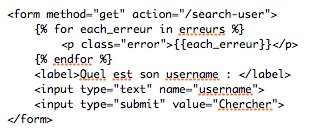 <form method="get" action="/search-user">
{% for each_erreur in erreurs %}
<p class="error">{{each_erreur}}</p>
{% endfor %}
<label>Quel est son username : </label>
<input type="text" name="username">
<input type="submit" value="Chercher">
</form>